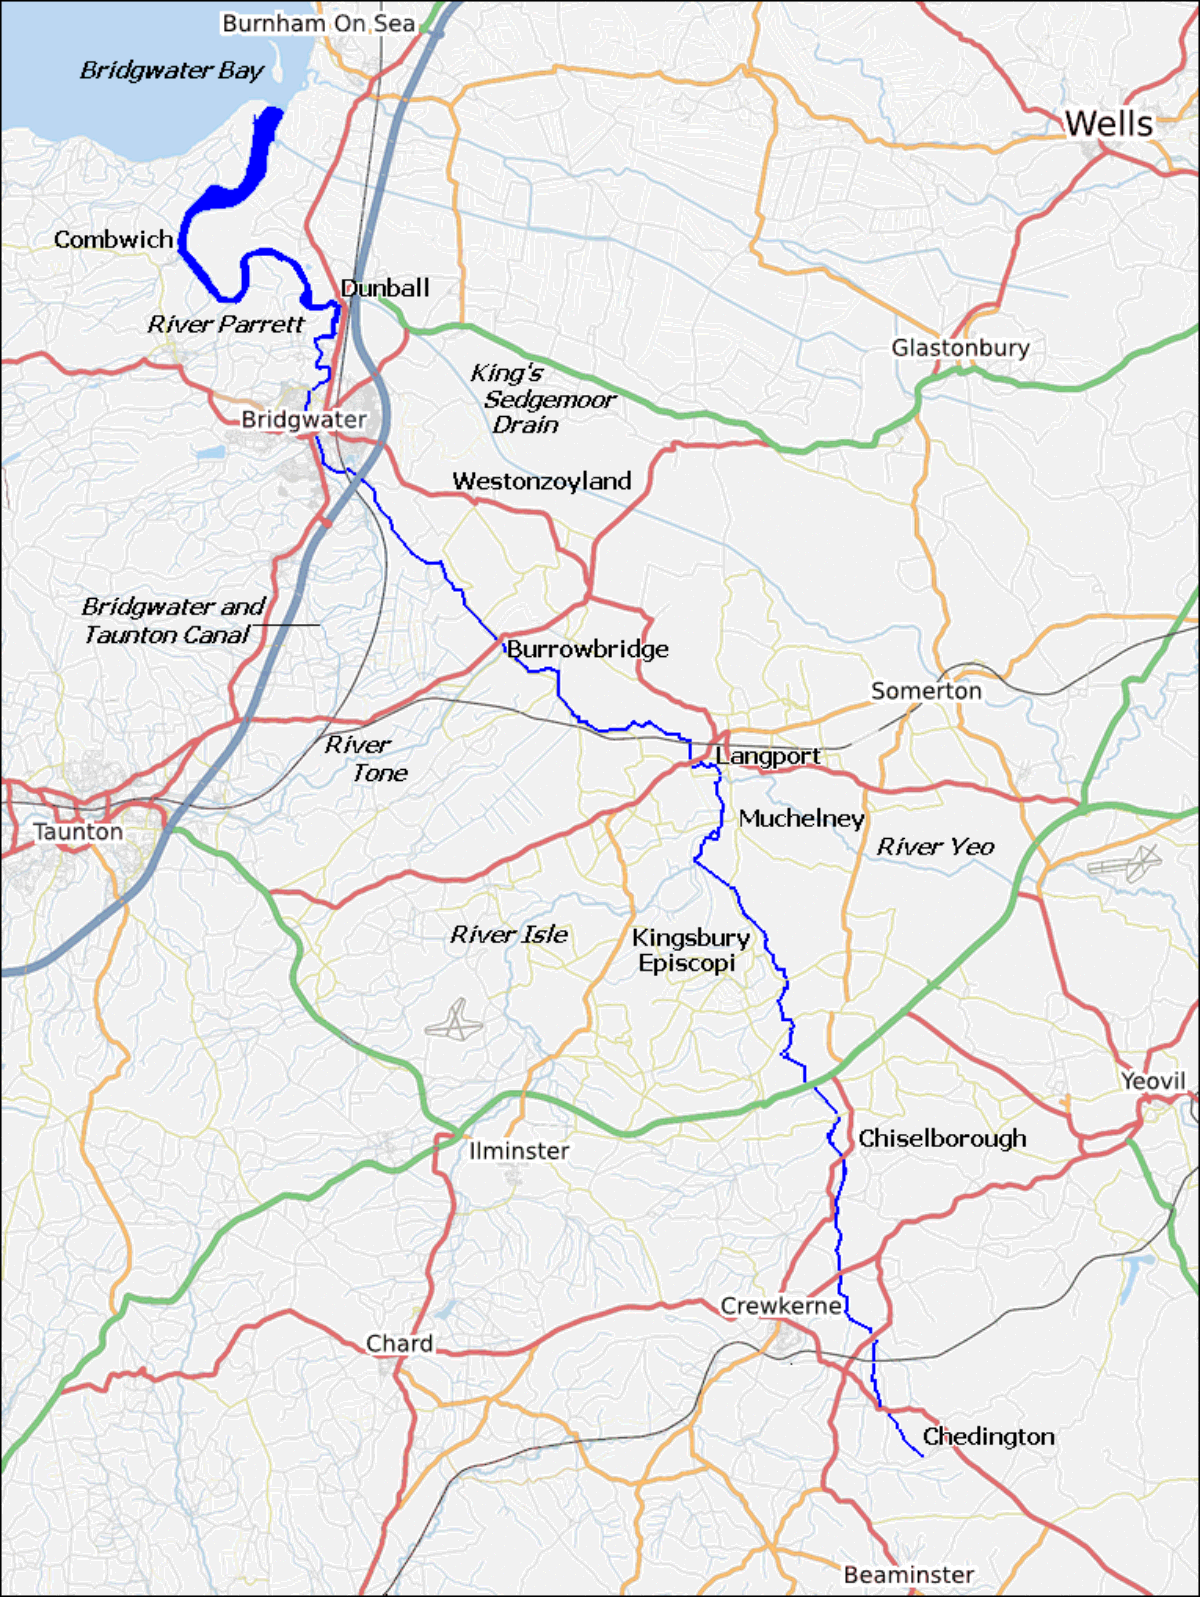 Burnham On Sea
Bridgwater Bay
Wells
Combwich
Dunball
River Parrett
Glastonbury
King's
Sedgemoor
Drain
Bridgwater
Westonzoyland
Bridgwater and
Taunton Canal
Burrowbridge
Somerton
River
Tone
Langport
Muchelney
Taunton
River Yeo
River Isle
Kingsbury
Episcopi
Yeovil
Chiselborough
Ilminster
Crewkerne
Chard
Chedington
Beaminster